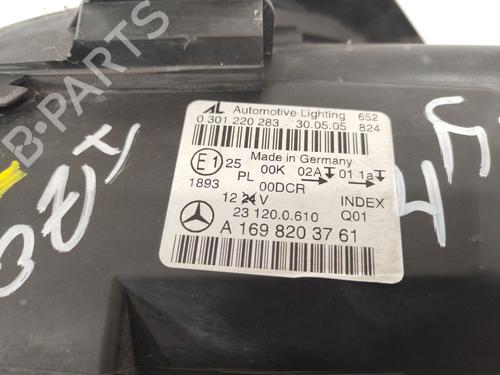 Automotive Lighting 652
0 301 220 283 30.05.05 824
Made in Germany
E1 25 00K 02A 01 1a
1893 PL 00DCR
12 24 V INDEX
23 120.0.610 Q01
A 169 820 37 61
B-PARTS